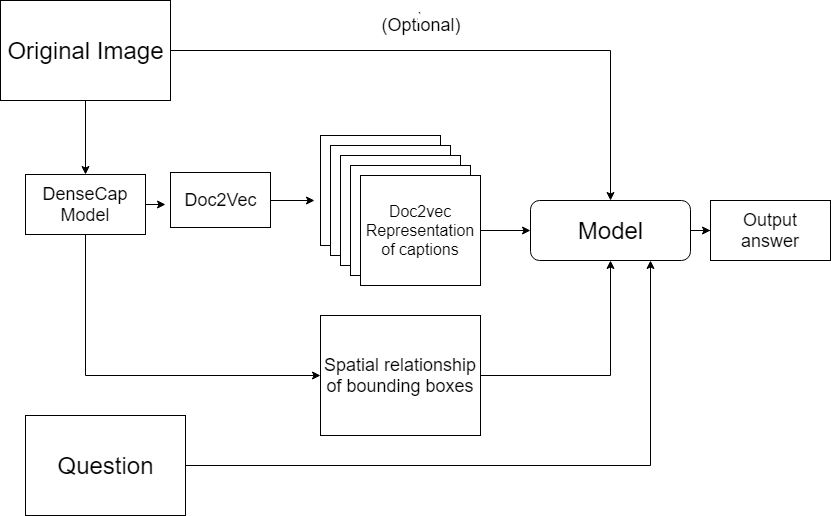 (Optional)
Original Image
DenseCap
Model
Doc2Vec
Doc2vec
Representation
of captions
Model
Output
answer
Spatial relationship
of bounding boxes
Question